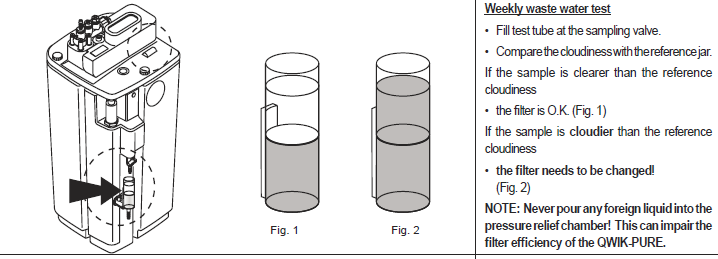 Weekly waste water test
• Fill test tube at the sampling valve.
• Compare the cloudiness with the reference jar.
If the sample is clearer than the reference
cloudiness
• the filter is O.K. (Fig. 1)
If the sample is cloudier than the reference
cloudiness
• the filter needs to be changed!
(Fig. 2)
NOTE: Never pour any foreign liquid into the
pressure relief chamber! This can impair the
filter efficiency of the QWIK-PURE.
Fig. 1
Fig. 2